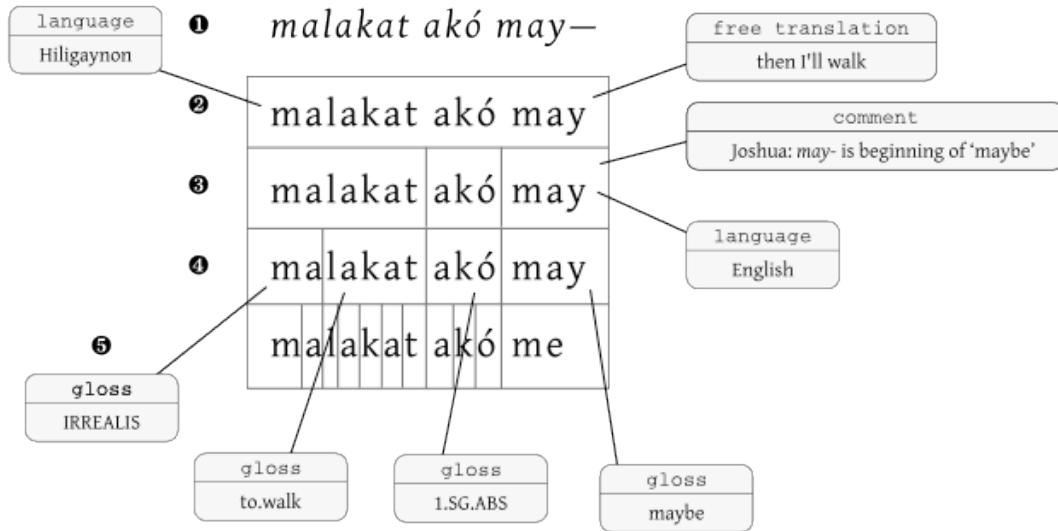 language
Hiligaynon
❶ malakat akó may—
free translation
then I'll walk
❷ malakat akó may
comment
Joshua: may- is beginning of ‘maybe’
❸ malakat akó may
language
English
❹ malakat akó may
❺ malakat akó me
gloss
IRREALIS
gloss
to.walk
gloss
1.SG.ABS
gloss
maybe